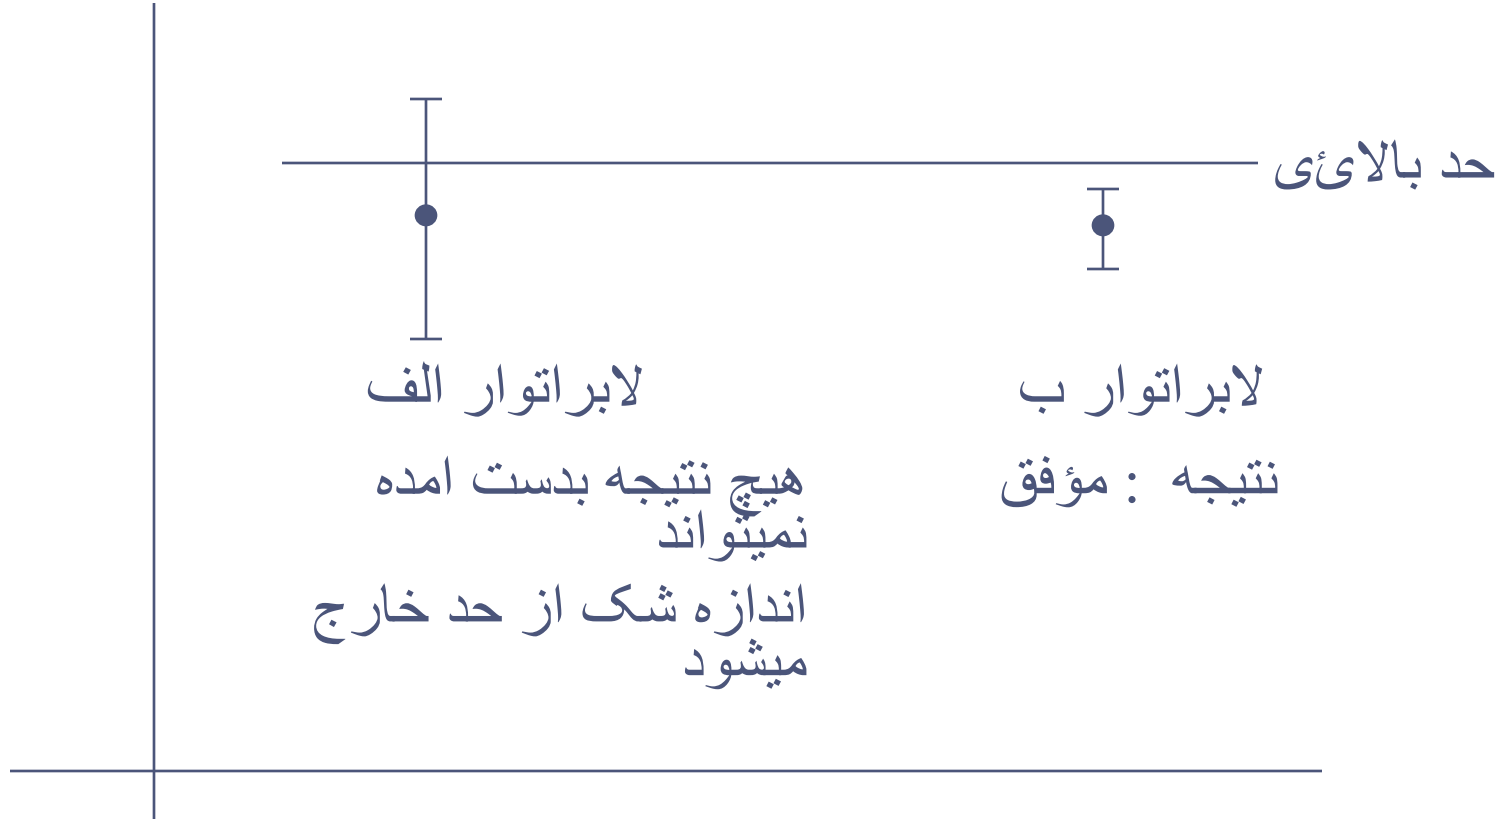 حد بالائی
لابراتوار الف
هیچ نتیجه بدست امده
نمیتواند
اندازه شک از حد خارج
میشود
لابراتوار ب
نتیجه : مؤفق